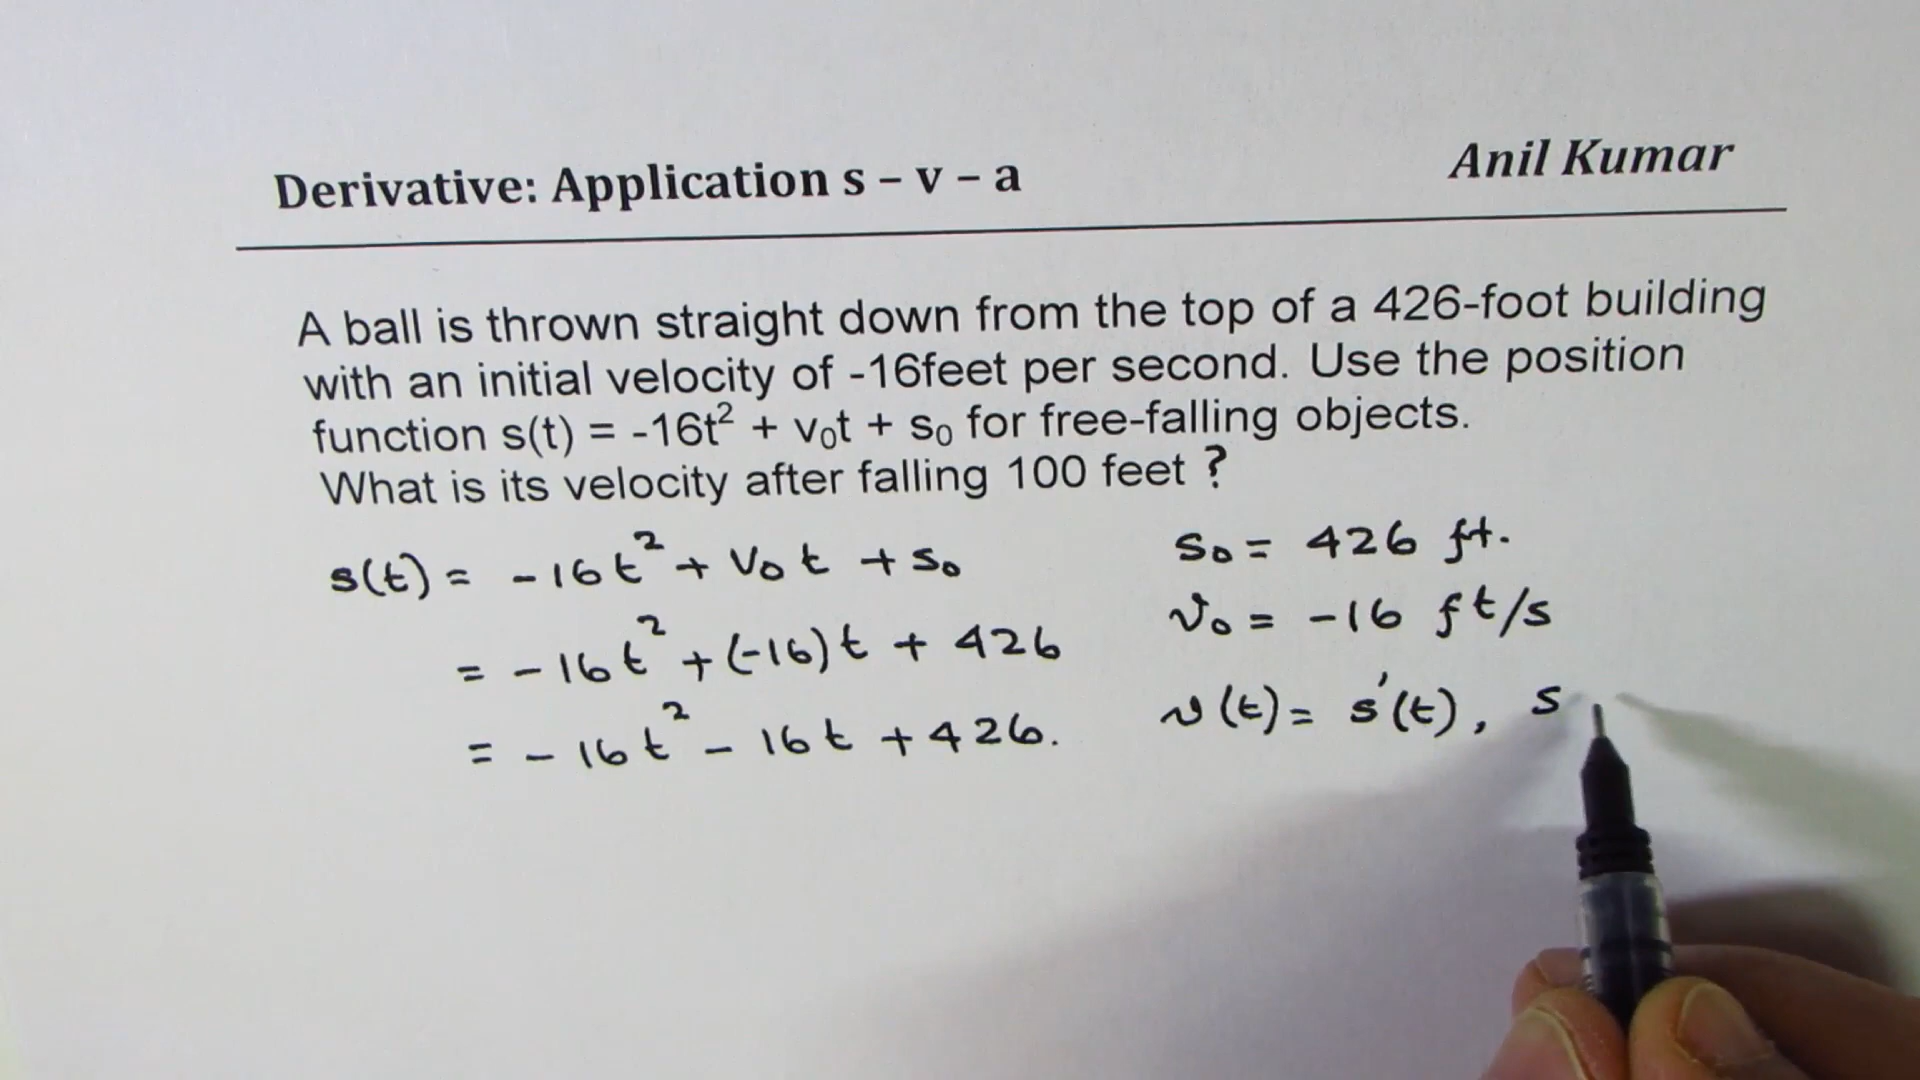 Derivative: Application s – v – a
Anil Kumar
A ball is thrown straight down from the top of a 426-foot building
with an initial velocity of -16feet per second. Use the position
function s(t) = -16t² + v₀t + s₀ for free-falling objects.
What is its velocity after falling 100 feet ?
s(t) = -16t² + v₀t + s₀
= -16t² + (-16)t + 426
= -16t² - 16t + 426.
s₀ = 426 ft.
v₀ = -16 ft/s
v(t) = s'(t), s